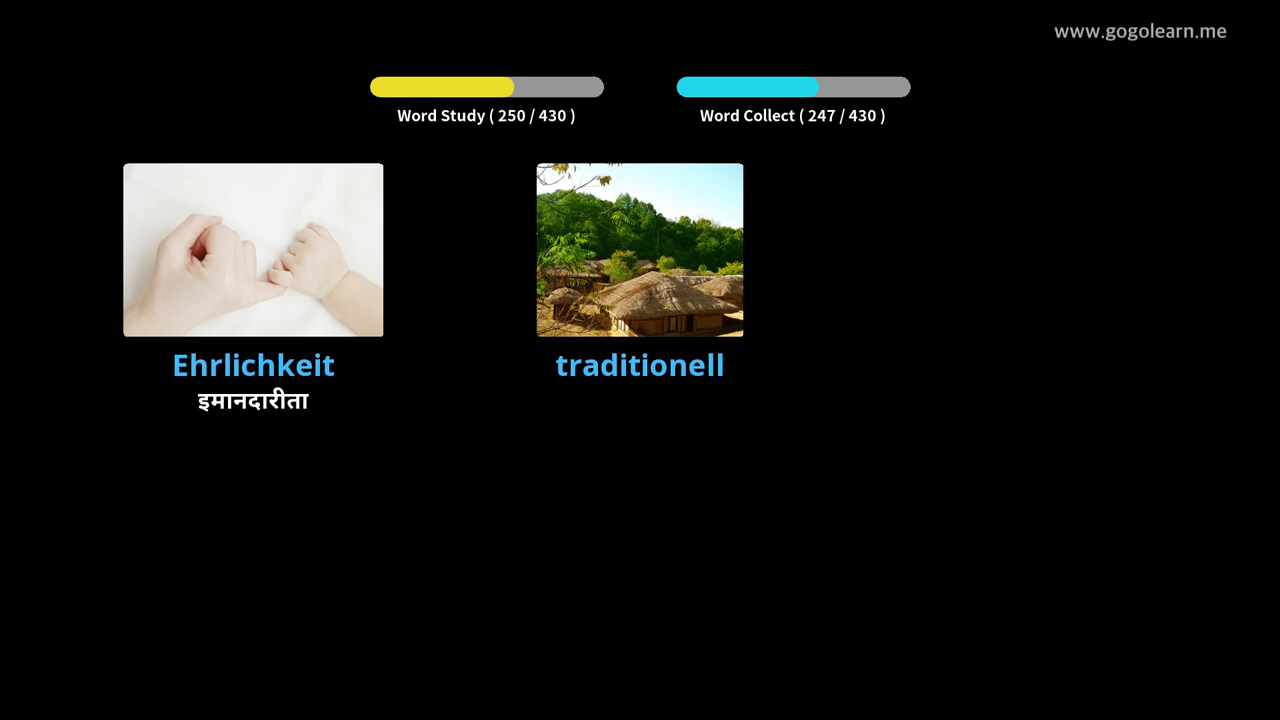 www.gogolearn.me
Word Study ( 250 / 430 )
Word Collect ( 247 / 430 )
Ehrlichkeit
इमानदारीता
traditionell